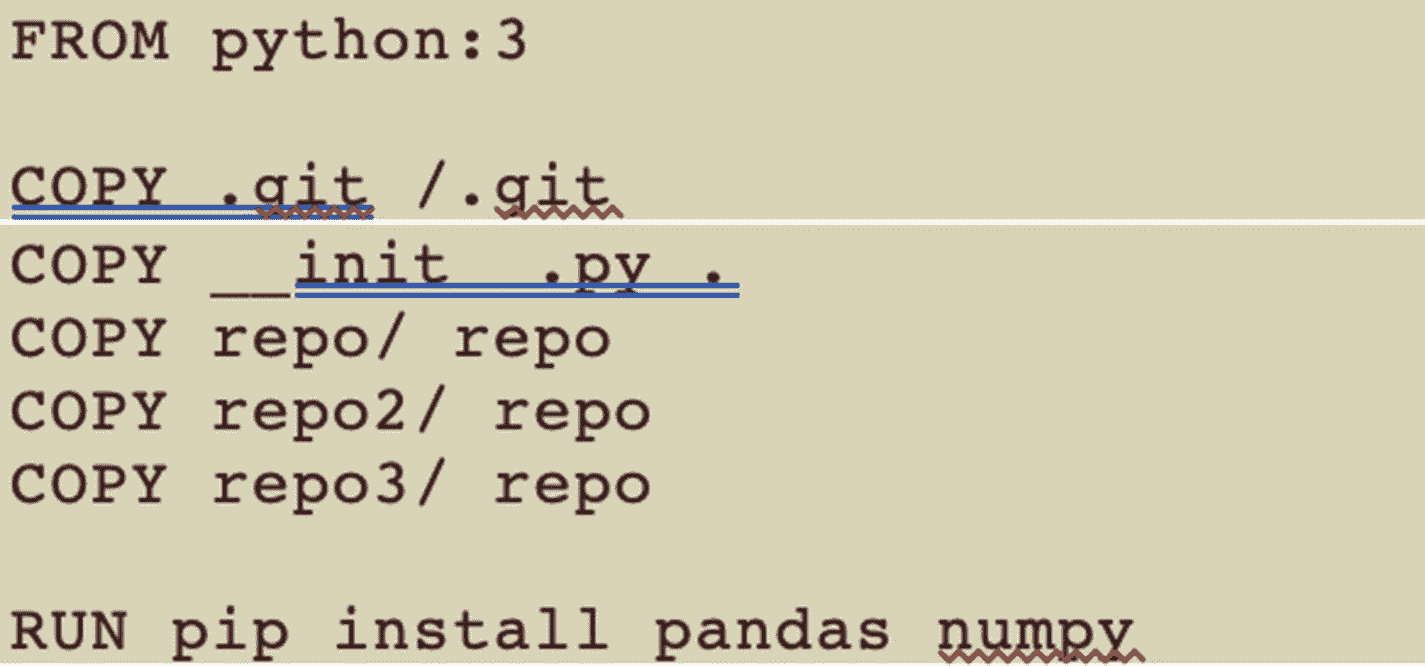 FROM python:3
COPY .git /.git
COPY __init__.py .
COPY repo/ repo
COPY repo2/ repo
COPY repo3/ repo
RUN pip install pandas numpy